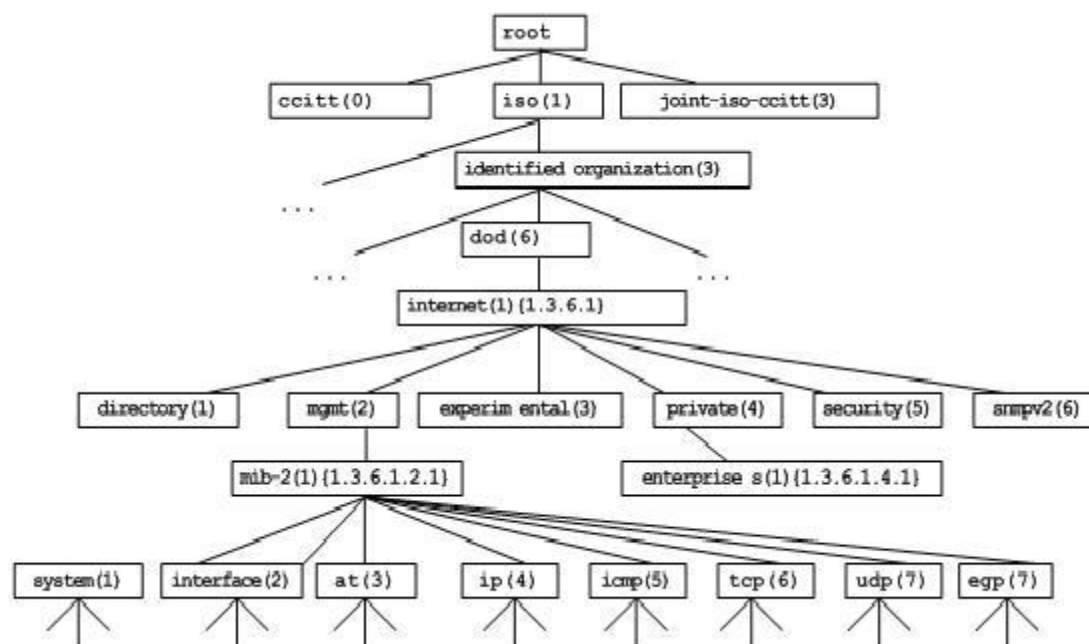 root
ccitt(0)
iso(1)
joint-iso-ccitt(3)
identified organization(3)
...
dod(6)
...
...
internet(1){1.3.6.1}
directory(1)
mgmt(2)
experim ental(3)
private(4)
security(5)
snmpv2(6)
mib-2(1){1.3.6.1.2.1}
enterprise s(1){1.3.6.1.4.1}
system(1)
interface(2)
at(3)
ip(4)
icmp(5)
tcp(6)
udp(7)
egp(7)